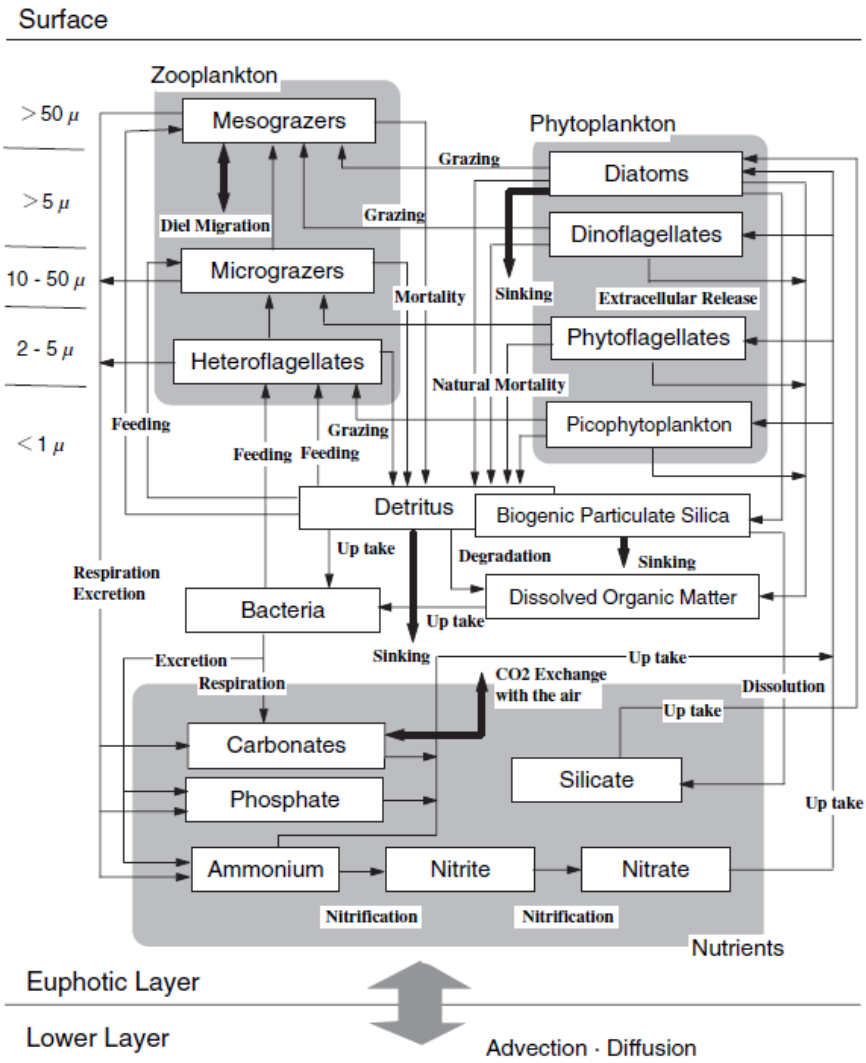 Surface
Zooplankton
> 50 μ
Mesograzers
Phytoplankton
Grazing
Diatoms
> 5 μ
Diel Migration
Grazing
Dinoflagellates
10 - 50 μ
Micrograzers
Mortality
Sinking
Extracellular Release
2 - 5 μ
Heteroflagellates
Phytoflagellates
Natural Mortality
< 1 μ
Feeding
Feeding
Feeding
Grazing
Picophytoplankton
Detritus
Biogenic Particulate Silica
Up take
Degradation
Sinking
Respiration
Excretion
Bacteria
Up take
Dissolved Organic Matter
Sinking
Excretion
Respiration
Up take
CO2 Exchange
with the air
Dissolution
Up take
Carbonates
Silicate
Phosphate
Up take
Ammonium
Nitrite
Nitrate
Nitrification
Nitrification
Nutrients
Euphotic Layer
Lower Layer
Advection · Diffusion